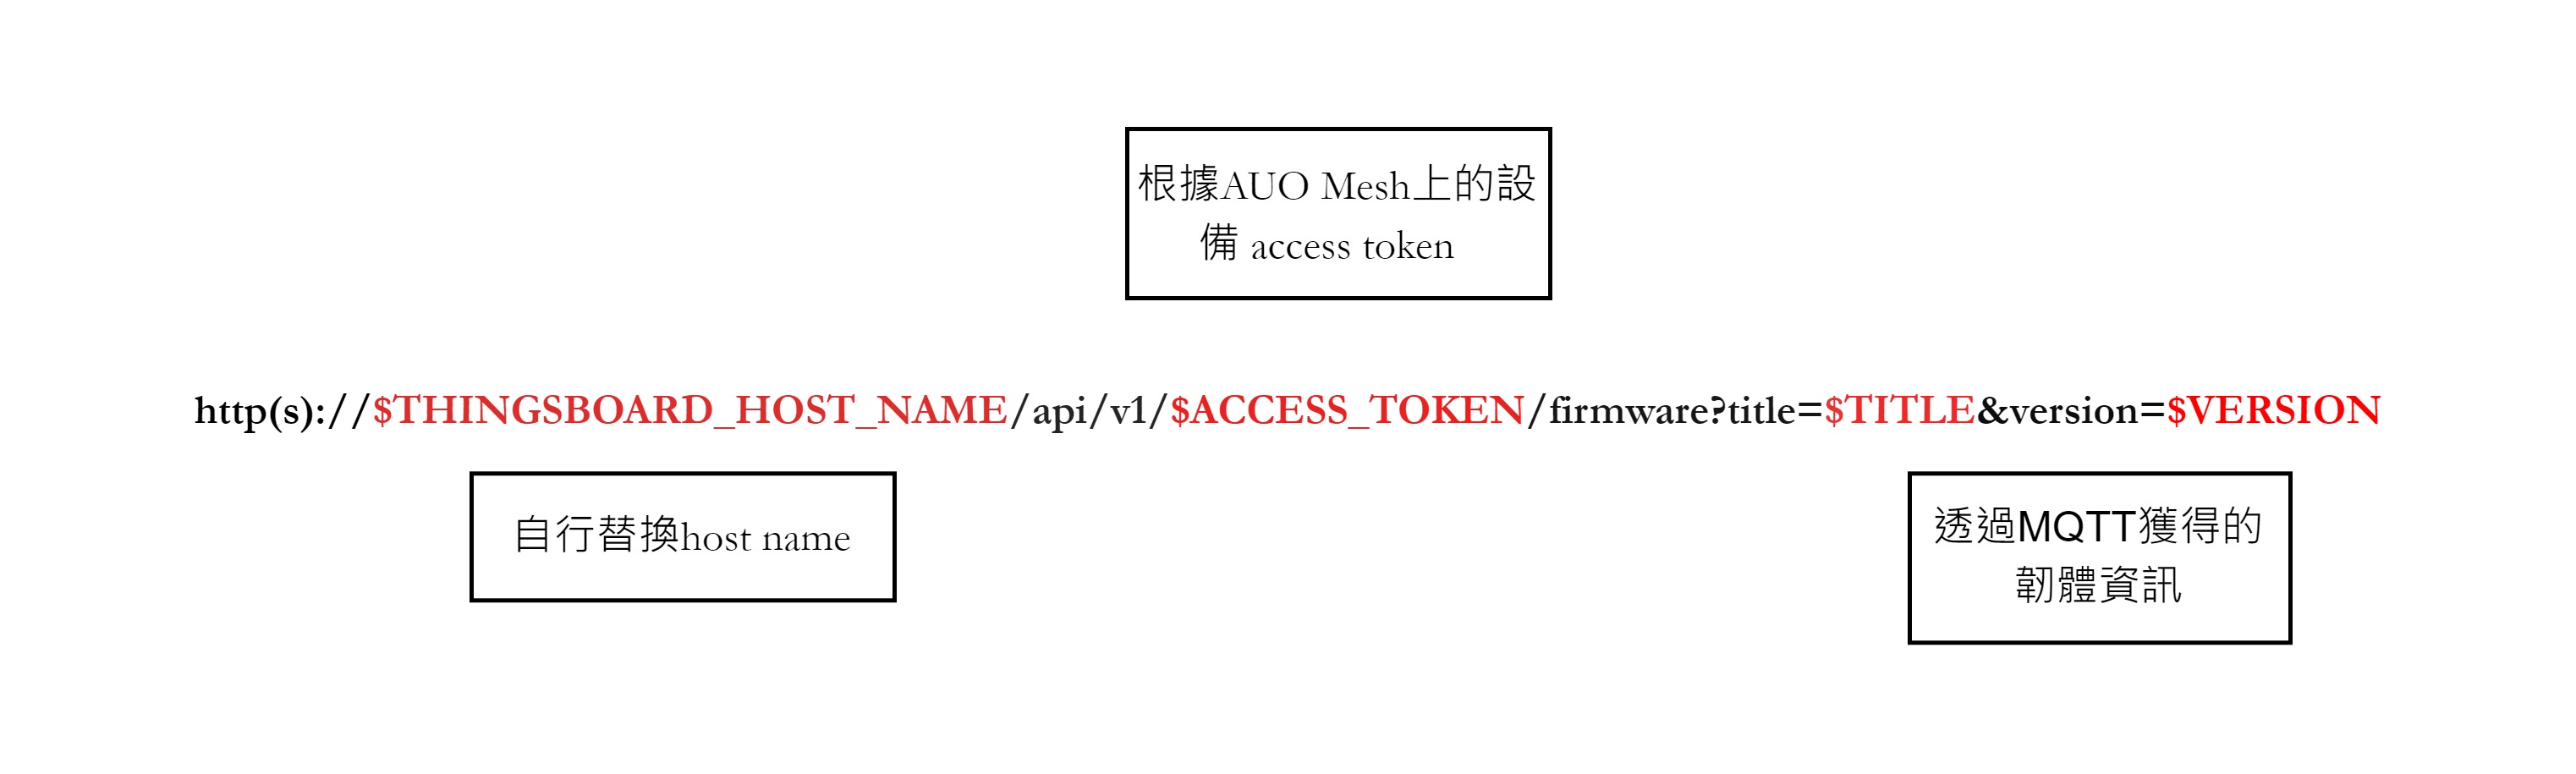 根據AUO Mesh上的設
備 access token
http(s)://$THINGSBOARD_HOST_NAME/api/v1/$ACCESS_TOKEN/firmware?title=$TITLE&version=$VERSION
自行替換host name
透過MQTT獲得的
韌體資訊